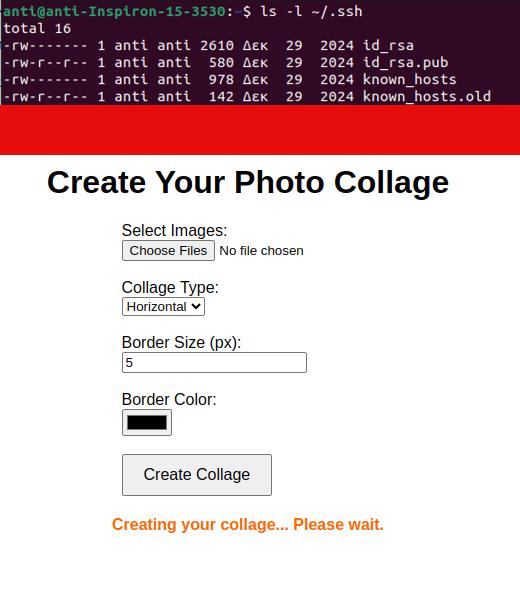 anti@anti-Inspiron-15-3530:~$ ls -l ~/.ssh
total 16
-rw------- 1 anti anti 2610 Δεκ  29  2024 id_rsa
-rw-r--r-- 1 anti anti  580 Δεκ  29  2024 id_rsa.pub
-rw------- 1 anti anti  978 Δεκ  29  2024 known_hosts
-rw-r--r-- 1 anti anti  142 Δεκ  29  2024 known_hosts.old
Create Your Photo Collage
Select Images:
Choose Files No file chosen
Collage Type:
Horizontal
Border Size (px):
5
Border Color:
Create Collage
Creating your collage... Please wait.